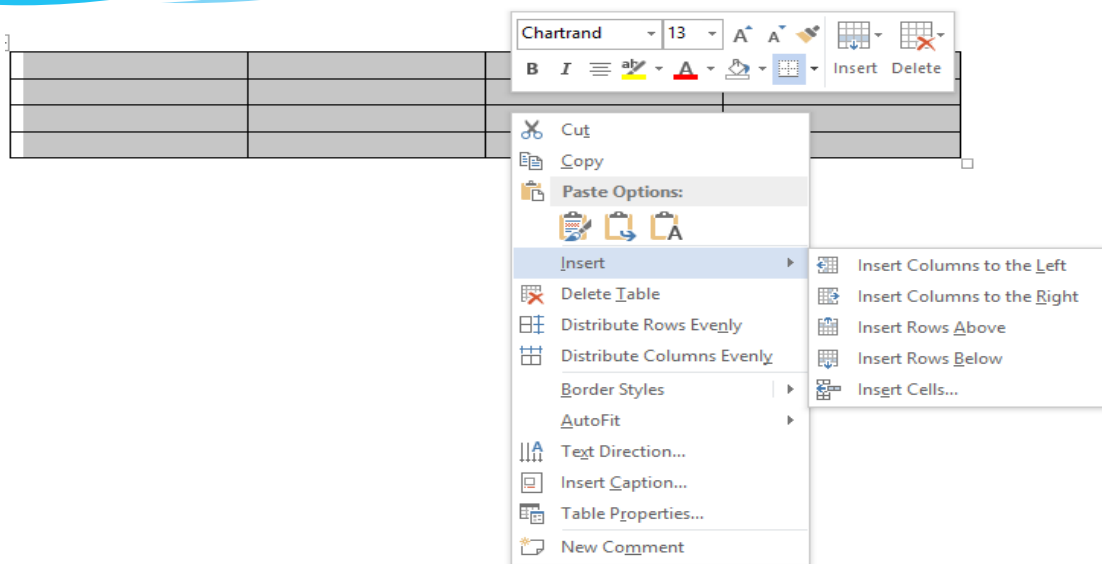 Chartrand 13 A A
B I ab A Insert Delete
Cut
Copy
Paste Options:
A
Insert
Delete Table
Distribute Rows Evenly
Distribute Columns Evenly
Border Styles
AutoFit
Text Direction...
Insert Caption...
Table Properties...
New Comment
Insert Columns to the Left
Insert Columns to the Right
Insert Rows Above
Insert Rows Below
Insert Cells...